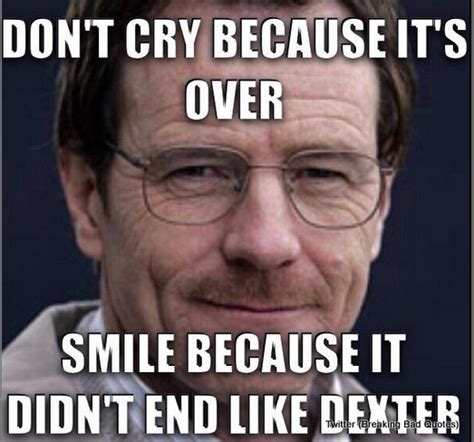 DON'T CRY BECAUSE IT'S
OVER
SMILE BECAUSE IT
DIDN'T END LIKE DEXTER
Twitter (Breaking Bad Quotes)